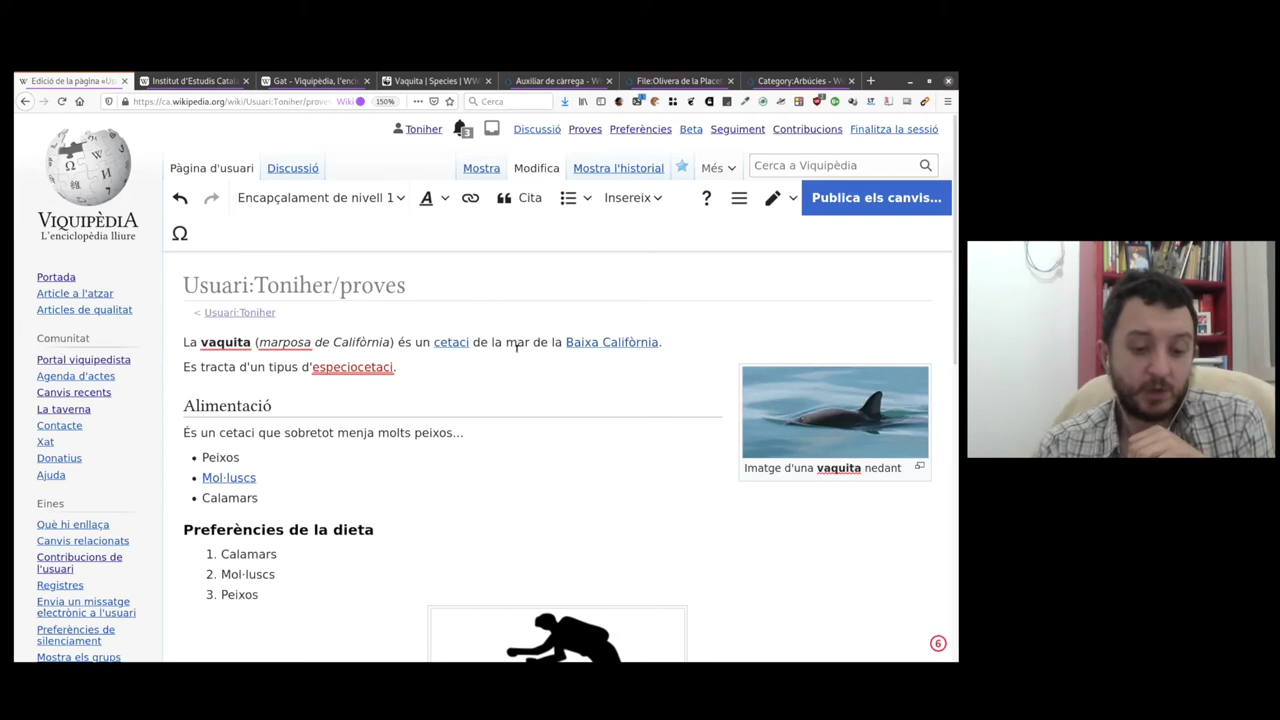 Edició de la pàgina «Us
Institut d'Estudis Catala
Gat - Viquipèdia, l'enci
Vaquita | Species | WW
Auxiliar de càrrega - W
File:Olivera de la Placet
Category:Arbúcies - W
https://ca.wikipedia.org/wiki/Usuari:Toniher/proves
Wiki
150%
Cerca
Toniher
3
Discussió
Proves
Preferències
Beta
Seguiment
Contribucions
Finalitza la sessió
Pàgina d'usuari
Discussió
Mostra
Modifica
Mostra l'historial
Més
Cerca a Viquipèdia
Encapçalament de nivell 1
A
Cita
Insereix
?
Publica els canvis…
Ω
VIQUIPÈDIA
L'enciclopèdia lliure
Portada
Article a l'atzar
Articles de qualitat
Comunitat
Portal viquipedista
Agenda d'actes
Canvis recents
La taverna
Contacte
Xat
Donatius
Ajuda
Eines
Què hi enllaça
Canvis relacionats
Contribucions de
l'usuari
Registres
Envia un missatge
electrònic a l'usuari
Preferències de
silenciament
Mostra els grups
Usuari:Toniher/proves
< Usuari:Toniher
La vaquita (marposa de Califòrnia) és un cetaci de la mar de la Baixa Califòrnia.
Es tracta d'un tipus d'especiocetaci.
Alimentació
És un cetaci que sobretot menja molts peixos...
• Peixos
• Mol·luscs
• Calamars
Imatge d'una vaquita nedant
Preferències de la dieta
1. Calamars
2. Mol·luscs
3. Peixos
6